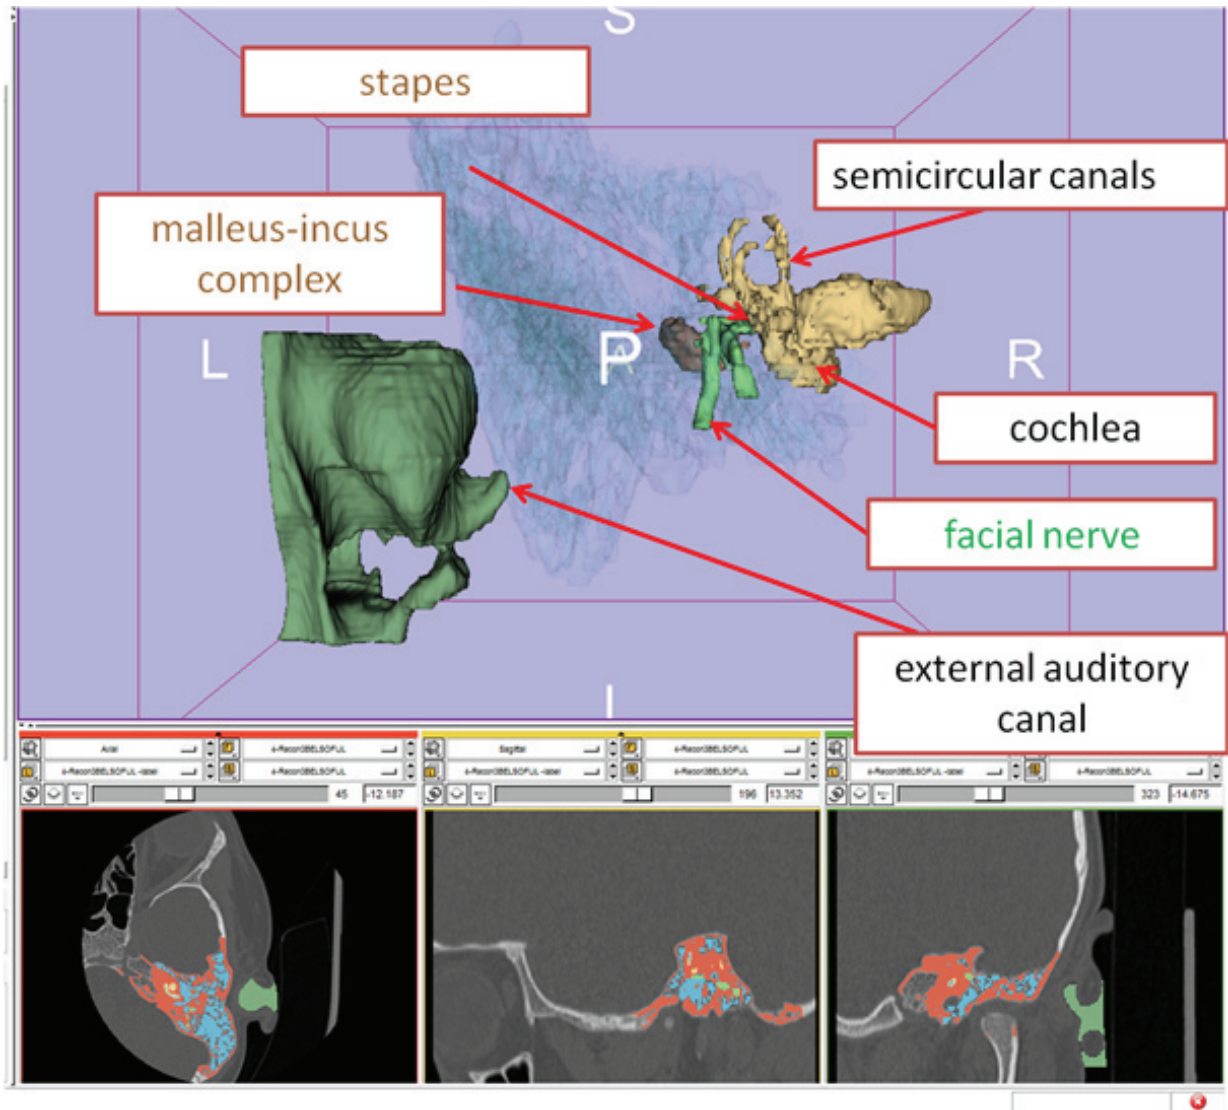 S
stapes
semicircular canals
malleus-incus
complex
L
P
A
R
cochlea
facial nerve
external auditory
canal
I
Axial
Sagittal
45
-12.187
196
13.352
323
-14.675